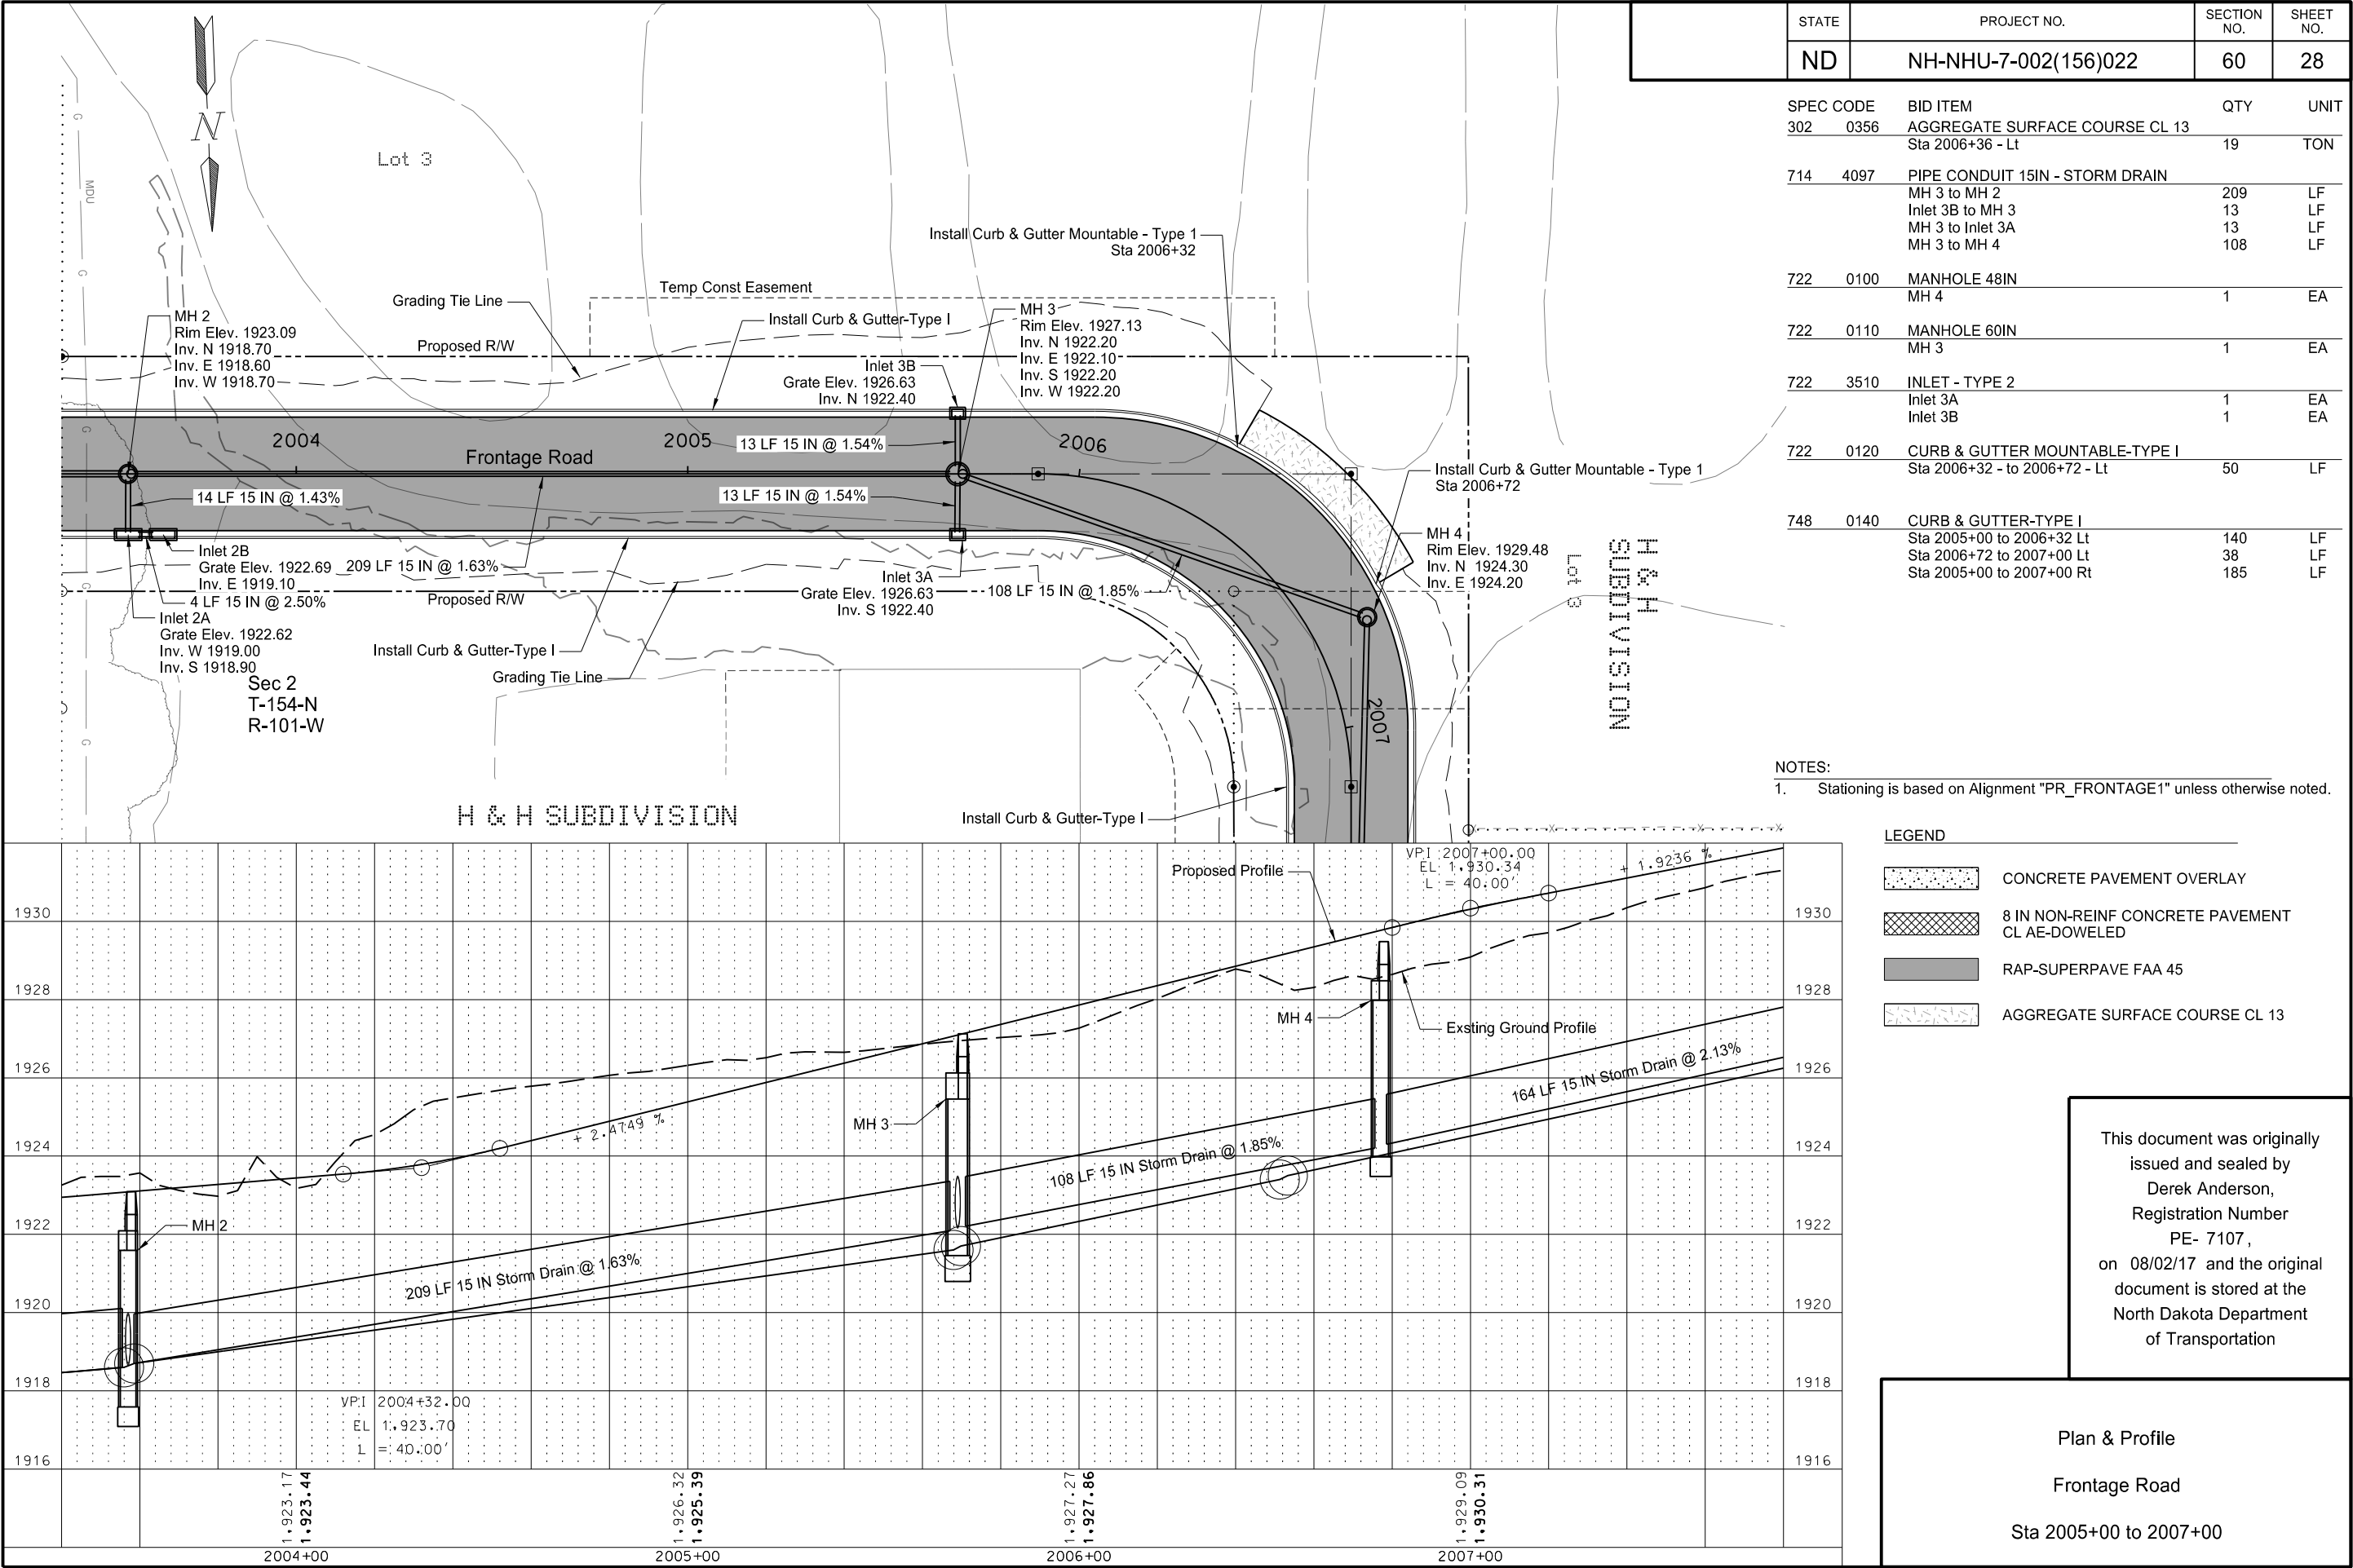 STATE PROJECT NO. SECTION NO. SHEET NO.
ND NH-NHU-7-002(156)022 60 28
SPEC CODE BID ITEM QTY UNIT
302 0356 AGGREGATE SURFACE COURSE CL 13
Sta 2006+36 - Lt 19 TON
714 4097 PIPE CONDUIT 15IN - STORM DRAIN
MH 3 to MH 2 209 LF
Inlet 3B to MH 3 13 LF
MH 3 to Inlet 3A 13 LF
MH 3 to MH 4 108 LF
722 0100 MANHOLE 48IN
MH 4 1 EA
722 0110 MANHOLE 60IN
MH 3 1 EA
722 3510 INLET - TYPE 2
Inlet 3A 1 EA
Inlet 3B 1 EA
722 0120 CURB & GUTTER MOUNTABLE-TYPE I
Sta 2006+32 - to 2006+72 - Lt 50 LF
748 0140 CURB & GUTTER-TYPE I
Sta 2005+00 to 2006+32 Lt 140 LF
Sta 2006+72 to 2007+00 Lt 38 LF
Sta 2005+00 to 2007+00 Rt 185 LF
N
G
MDU
G
G
G
G
Lot 3
Install Curb & Gutter Mountable - Type 1
Sta 2006+32
Temp Const Easement
Grading Tie Line
Install Curb & Gutter-Type I
Proposed R/W
MH 2
Rim Elev. 1923.09
Inv. N 1918.70
Inv. E 1918.60
Inv. W 1918.70
MH 3
Rim Elev. 1927.13
Inv. N 1922.20
Inv. E 1922.10
Inv. S 1922.20
Inv. W 1922.20
Inlet 3B
Grate Elev. 1926.63
Inv. N 1922.40
2004
2005
2006
2007
Frontage Road
13 LF 15 IN @ 1.54%
14 LF 15 IN @ 1.43%
13 LF 15 IN @ 1.54%
Install Curb & Gutter Mountable - Type 1
Sta 2006+72
MH 4
Rim Elev. 1929.48
Inv. N 1924.30
Inv. E 1924.20
Inlet 2B
Grate Elev. 1922.69
Inv. E 1919.10
209 LF 15 IN @ 1.63%
4 LF 15 IN @ 2.50%
Inlet 2A
Grate Elev. 1922.62
Inv. W 1919.00
Inv. S 1918.90
Proposed R/W
Inlet 3A
Grate Elev. 1926.63
Inv. S 1922.40
108 LF 15 IN @ 1.85%
Install Curb & Gutter-Type I
Grading Tie Line
Sec 2
T-154-N
R-101-W
H & H SUBDIVISION
Install Curb & Gutter-Type I
Lot 3
H & H
SUBDIVISION
NOTES:
1. Stationing is based on Alignment "PR_FRONTAGE1" unless otherwise noted.
LEGEND
CONCRETE PAVEMENT OVERLAY
8 IN NON-REINF CONCRETE PAVEMENT
CL AE-DOWELED
RAP-SUPERPAVE FAA 45
AGGREGATE SURFACE COURSE CL 13
Proposed Profile
VPI 2007+00.00
EL 1,930.34
L = 40.00'
+ 1.9236 %
1930 1930
1928 1928
1926 1926
1924 1924
1922 1922
1920 1920
1918 1918
1916 1916
MH 4
Exsting Ground Profile
164 LF 15 IN Storm Drain @ 2.13%
MH 3
+ 2.4749 %
108 LF 15 IN Storm Drain @ 1.85%
MH 2
209 LF 15 IN Storm Drain @ 1.63%
VPI 2004+32.00
EL 1,923.70
L = 40.00'
1,923.17
1,923.44
1,926.32
1,925.39
1,927.27
1,927.86
1,929.09
1,930.31
2004+00 2005+00 2006+00 2007+00
This document was originally
issued and sealed by
Derek Anderson,
Registration Number
PE- 7107,
on 08/02/17 and the original
document is stored at the
North Dakota Department
of Transportation
Plan & Profile
Frontage Road
Sta 2005+00 to 2007+00